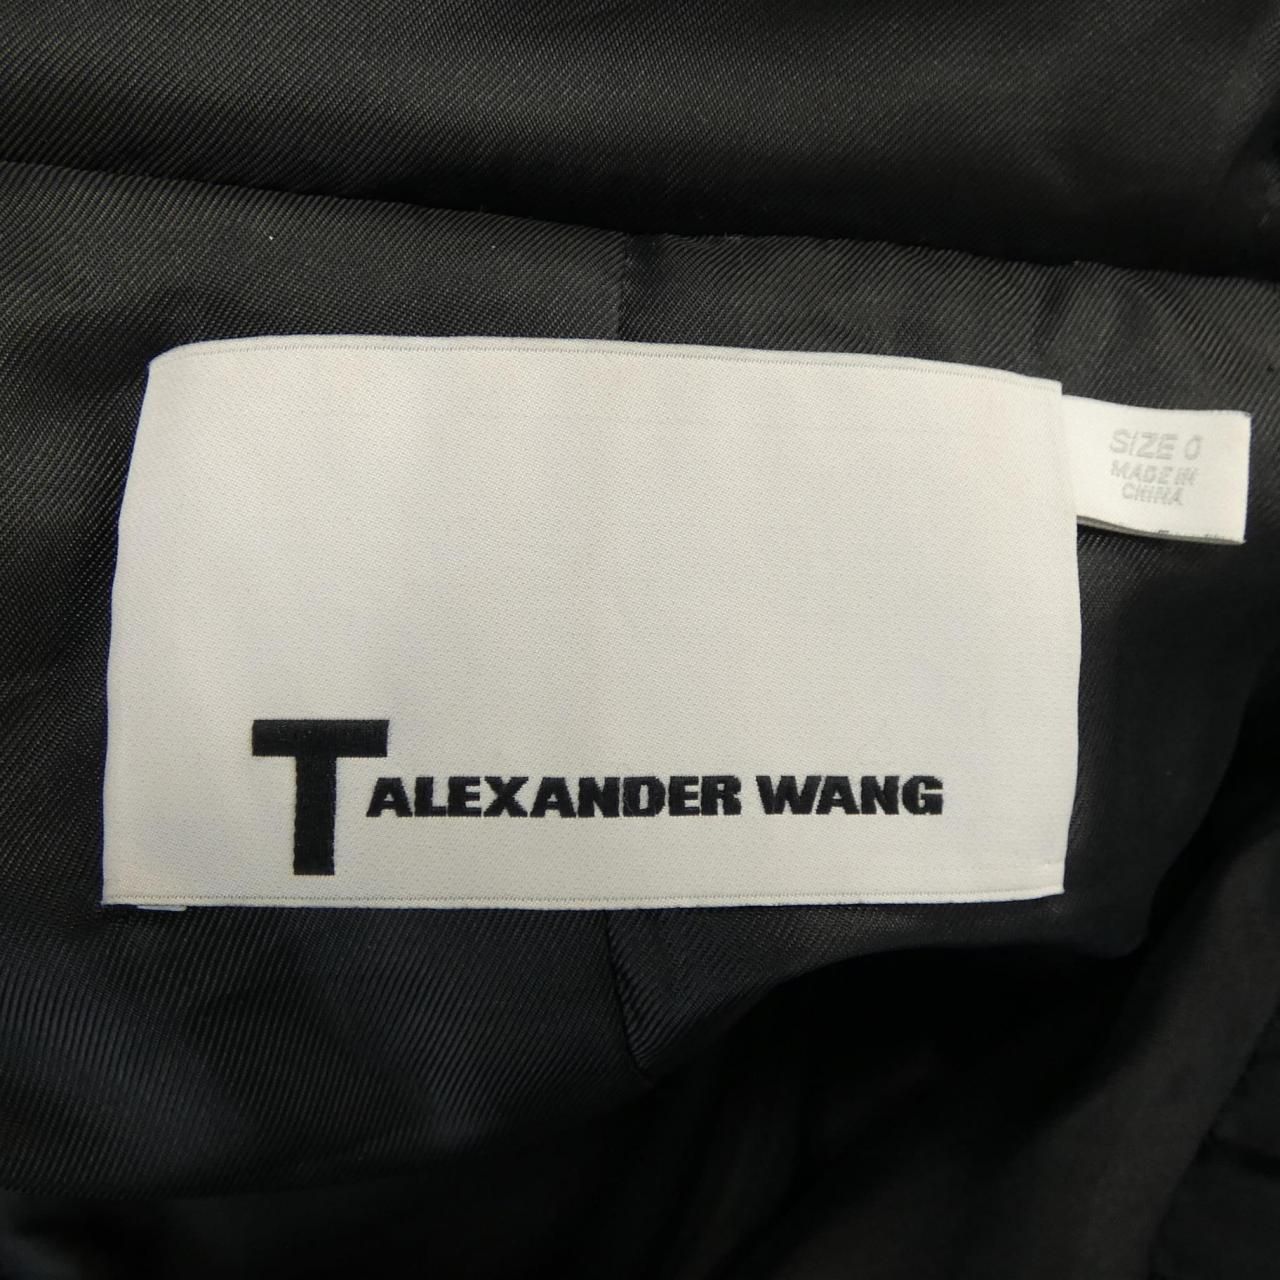 T ALEXANDER WANG
SIZE 0
MADE IN
CHINA